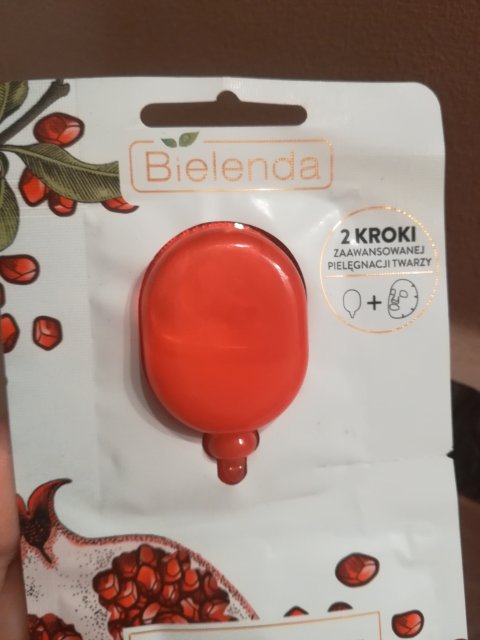 Bielenda
2 KROKI
ZAAWANSOWANEJ
PIELĘGNACJI TWARZY
+